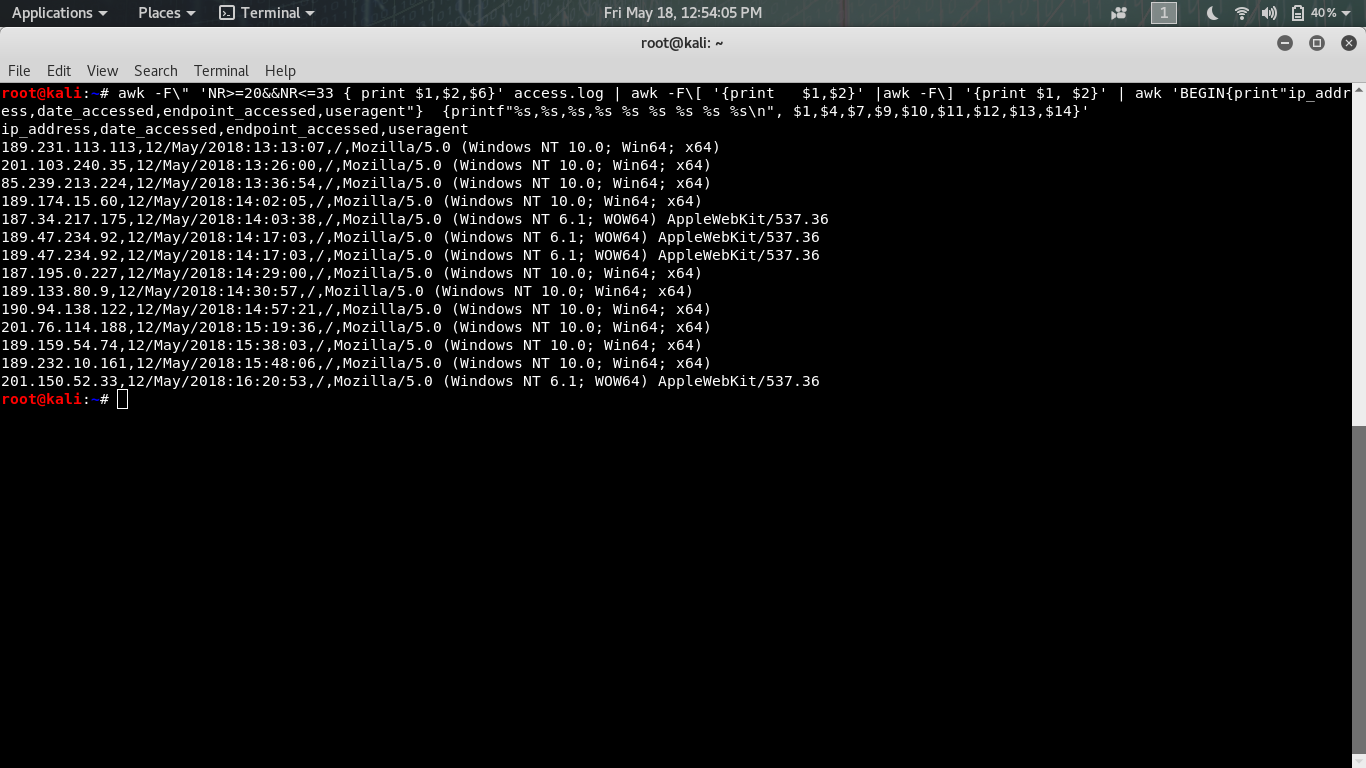 Applications Places Terminal Fri May 18, 12:54:05 PM 1 40%
root@kali: ~
File Edit View Search Terminal Help
root@kali:~# awk -F\" 'NR>=20&&NR<=33 { print $1,$2,$6}' access.log | awk -F\[ '{print   $1,$2}' |awk -F\] '{print $1, $2}' | awk 'BEGIN{print"ip_addr
ess,date_accessed,endpoint_accessed,useragent"}  {printf"%s,%s,%s,%s %s %s %s %s %s\n", $1,$4,$7,$9,$10,$11,$12,$13,$14}'
ip_address,date_accessed,endpoint_accessed,useragent
189.231.113.113,12/May/2018:13:13:07,/,Mozilla/5.0 (Windows NT 10.0; Win64; x64)
201.103.240.35,12/May/2018:13:26:00,/,Mozilla/5.0 (Windows NT 10.0; Win64; x64)
85.239.213.224,12/May/2018:13:36:54,/,Mozilla/5.0 (Windows NT 10.0; Win64; x64)
189.174.15.60,12/May/2018:14:02:05,/,Mozilla/5.0 (Windows NT 10.0; Win64; x64)
187.34.217.175,12/May/2018:14:03:38,/,Mozilla/5.0 (Windows NT 6.1; WOW64) AppleWebKit/537.36
189.47.234.92,12/May/2018:14:17:03,/,Mozilla/5.0 (Windows NT 6.1; WOW64) AppleWebKit/537.36
189.47.234.92,12/May/2018:14:17:03,/,Mozilla/5.0 (Windows NT 6.1; WOW64) AppleWebKit/537.36
187.195.0.227,12/May/2018:14:29:00,/,Mozilla/5.0 (Windows NT 10.0; Win64; x64)
189.133.80.9,12/May/2018:14:30:57,/,Mozilla/5.0 (Windows NT 10.0; Win64; x64)
190.94.138.122,12/May/2018:14:57:21,/,Mozilla/5.0 (Windows NT 10.0; Win64; x64)
201.76.114.188,12/May/2018:15:19:36,/,Mozilla/5.0 (Windows NT 10.0; Win64; x64)
189.159.54.74,12/May/2018:15:38:03,/,Mozilla/5.0 (Windows NT 10.0; Win64; x64)
189.232.10.161,12/May/2018:15:48:06,/,Mozilla/5.0 (Windows NT 10.0; Win64; x64)
201.150.52.33,12/May/2018:16:20:53,/,Mozilla/5.0 (Windows NT 6.1; WOW64) AppleWebKit/537.36
root@kali:~#